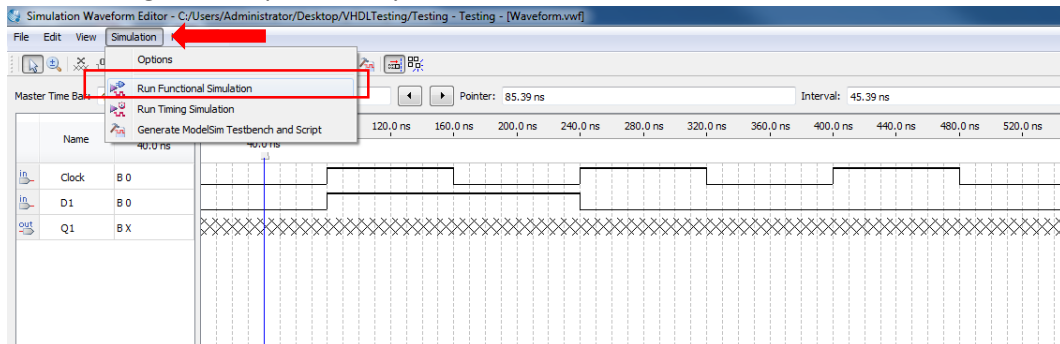 Simulation Waveform Editor - C:/Users/Administrator/Desktop/VHDLTesting/Testing - Testing - [Waveform.vwf]
File Edit View Simulation
Options
Run Functional Simulation
Master Time Bar: Pointer: 85.39 ns Interval: 45.39 ns
Run Timing Simulation
Generate ModelSim Testbench and Script
120.0 ns 160.0 ns 200.0 ns 240.0 ns 280.0 ns 320.0 ns 360.0 ns 400.0 ns 440.0 ns 480.0 ns 520.0 ns
Name 40.0 ns 40.0 ns
in Clock B 0
in D1 B 0
out Q1 B X